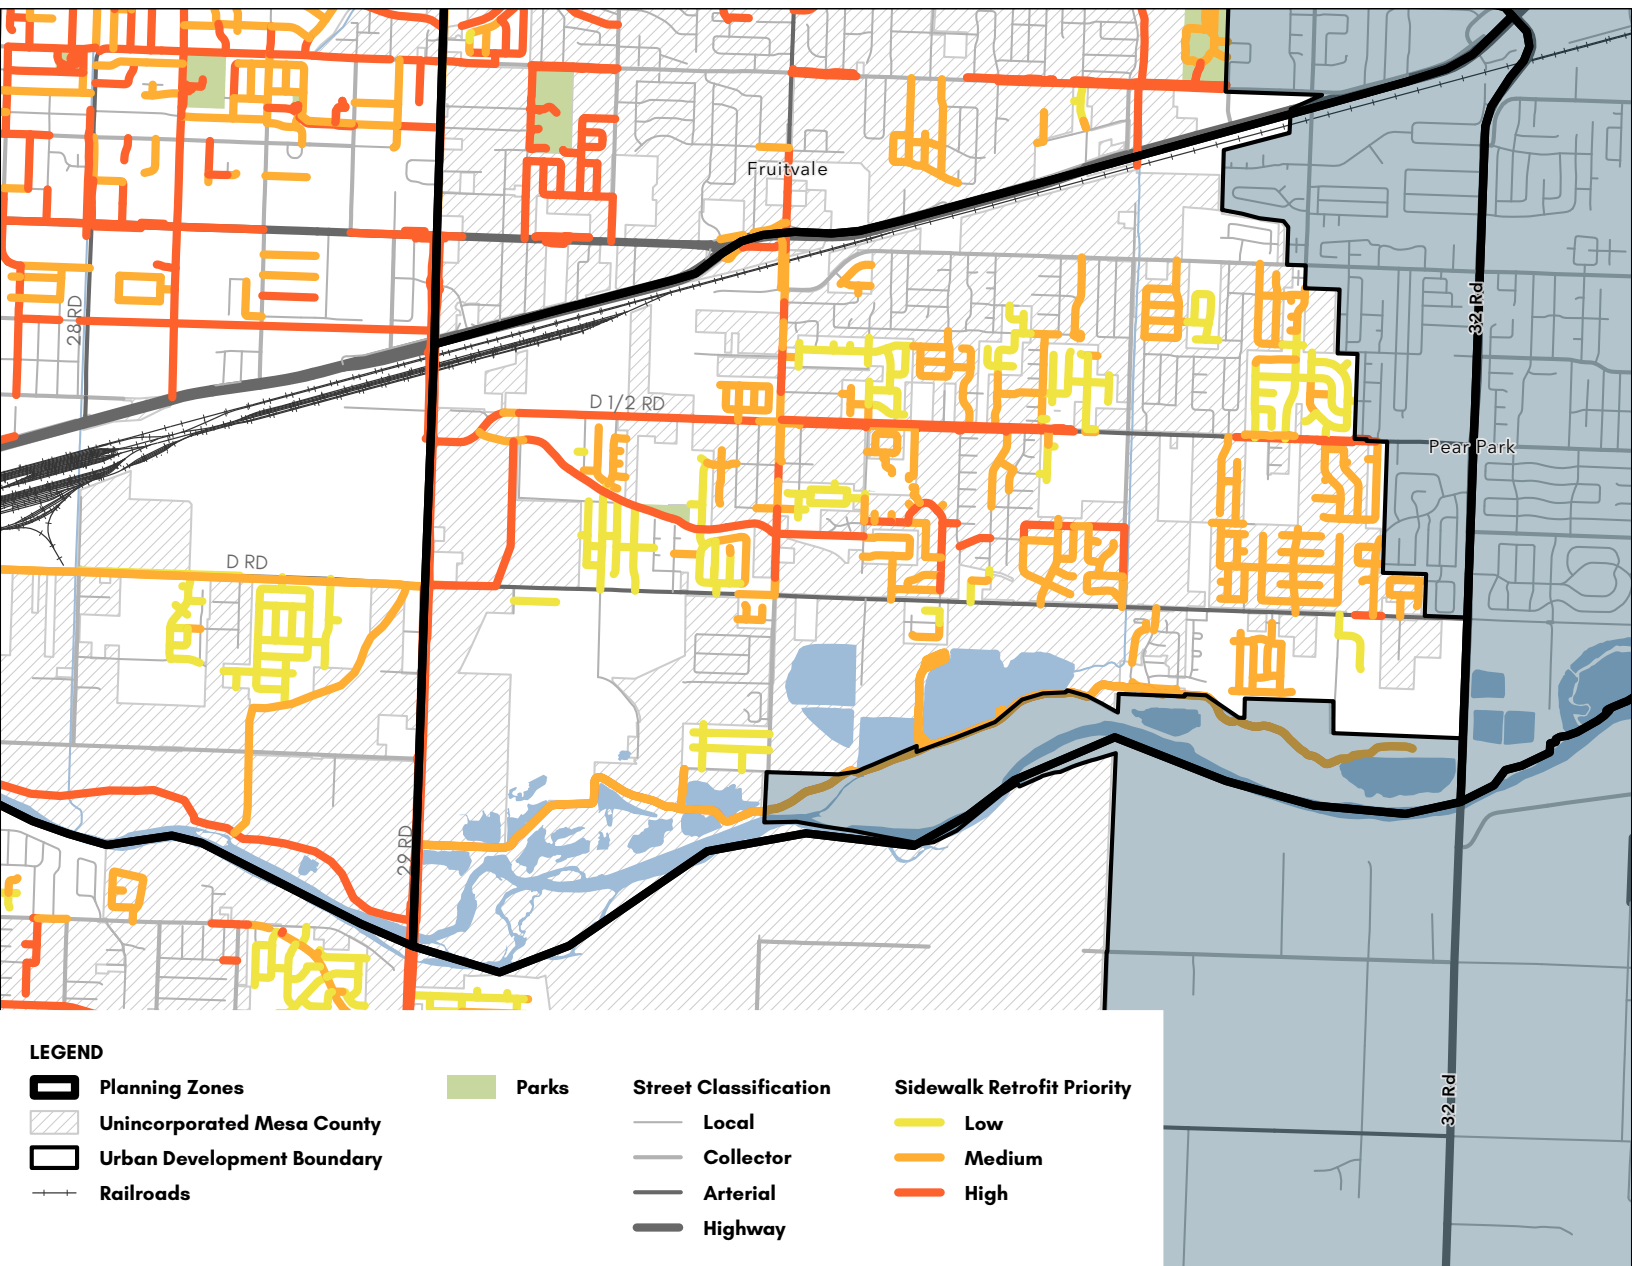 Fruitvale
28 RD
32 Rd
D 1/2 RD
Pear Park
D RD
29 RD
LEGEND
Planning Zones
Unincorporated Mesa County
Urban Development Boundary
Railroads
Parks
Street Classification
Local
Collector
Arterial
Highway
Sidewalk Retrofit Priority
Low
Medium
High
32 Rd